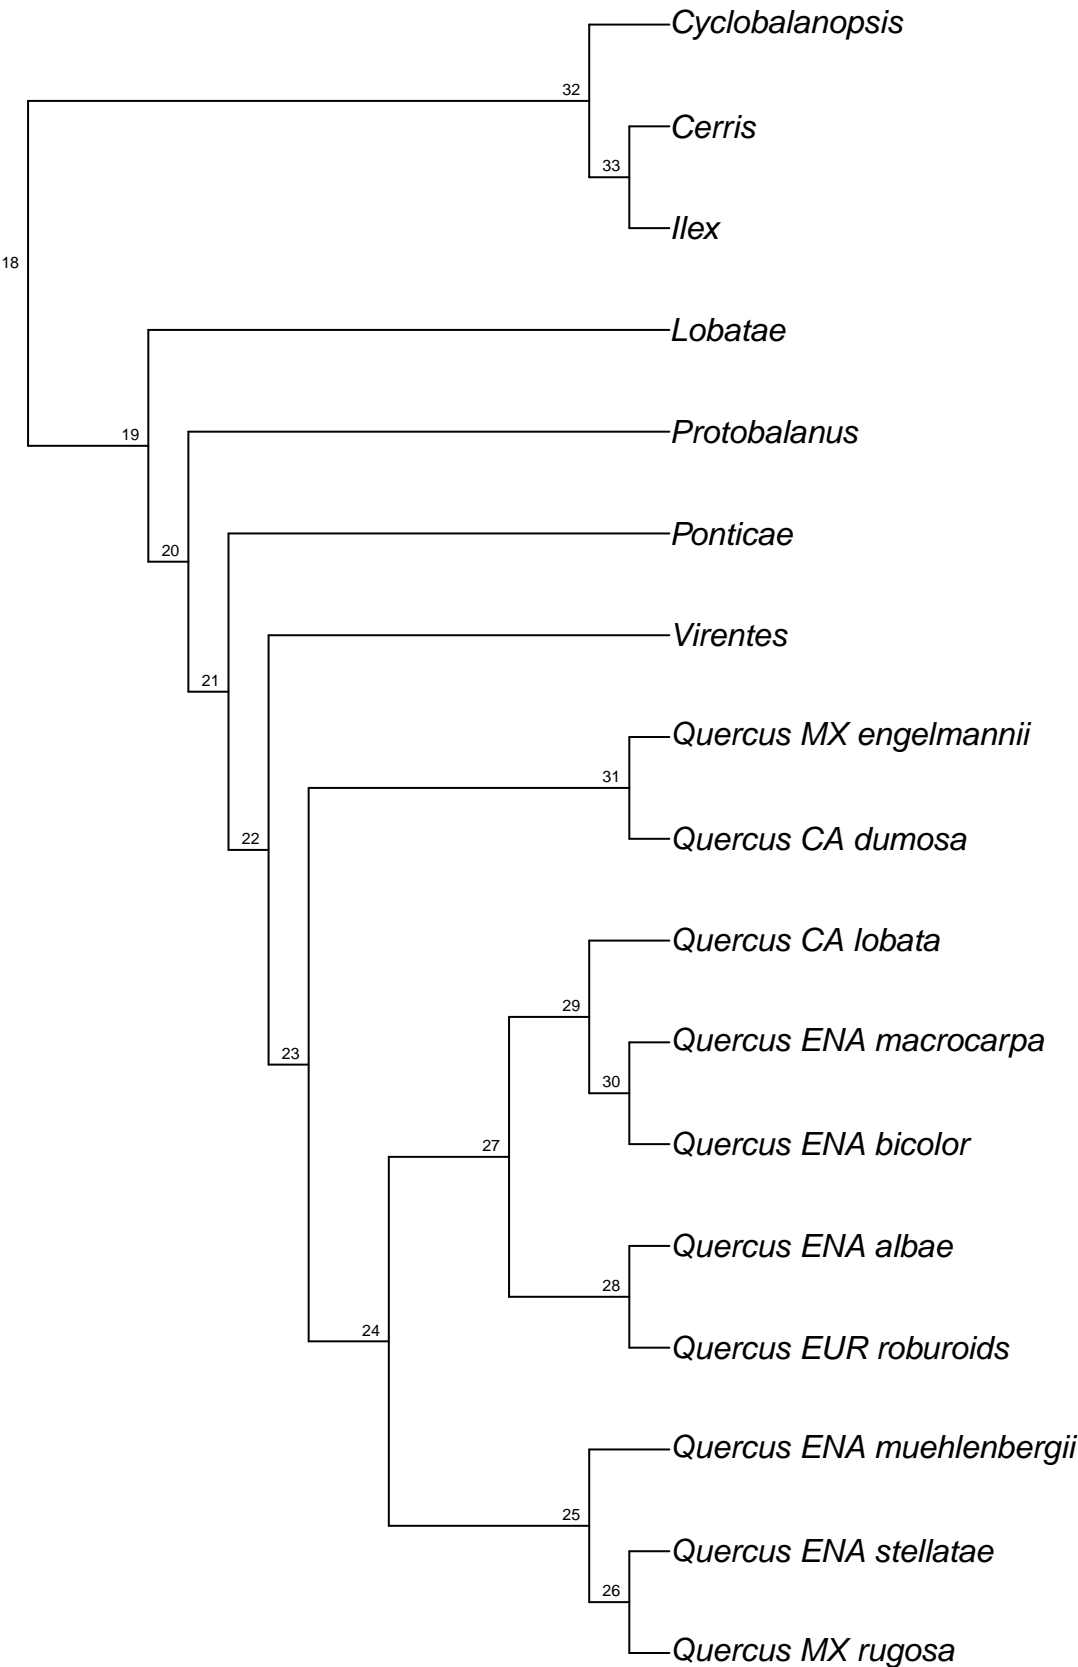 Cyclobalanopsis
32
Cerris
33
Ilex
18
Lobatae
19
Protobalanus
20
Ponticae
21
Virentes
22
Quercus MX engelmannii
31
Quercus CA dumosa
23
Quercus CA lobata
29
Quercus ENA macrocarpa
30
Quercus ENA bicolor
27
Quercus ENA albae
28
24
Quercus EUR roburoids
Quercus ENA muehlenbergii
25
Quercus ENA stellatae
26
Quercus MX rugosa